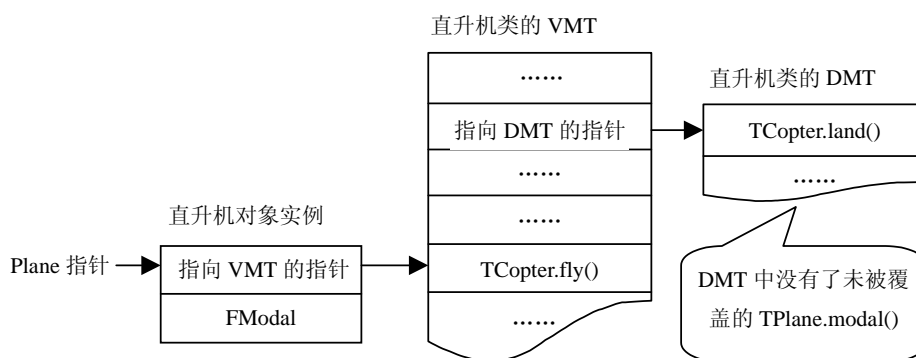 直升机类的 VMT
……
指向 DMT 的指针
……
……
TCopter.fly()
……
直升机类的 DMT
TCopter.land()
……
直升机对象实例
Plane 指针
指向 VMT 的指针
FModal
DMT 中没有了未被覆
盖的 TPlane.modal()